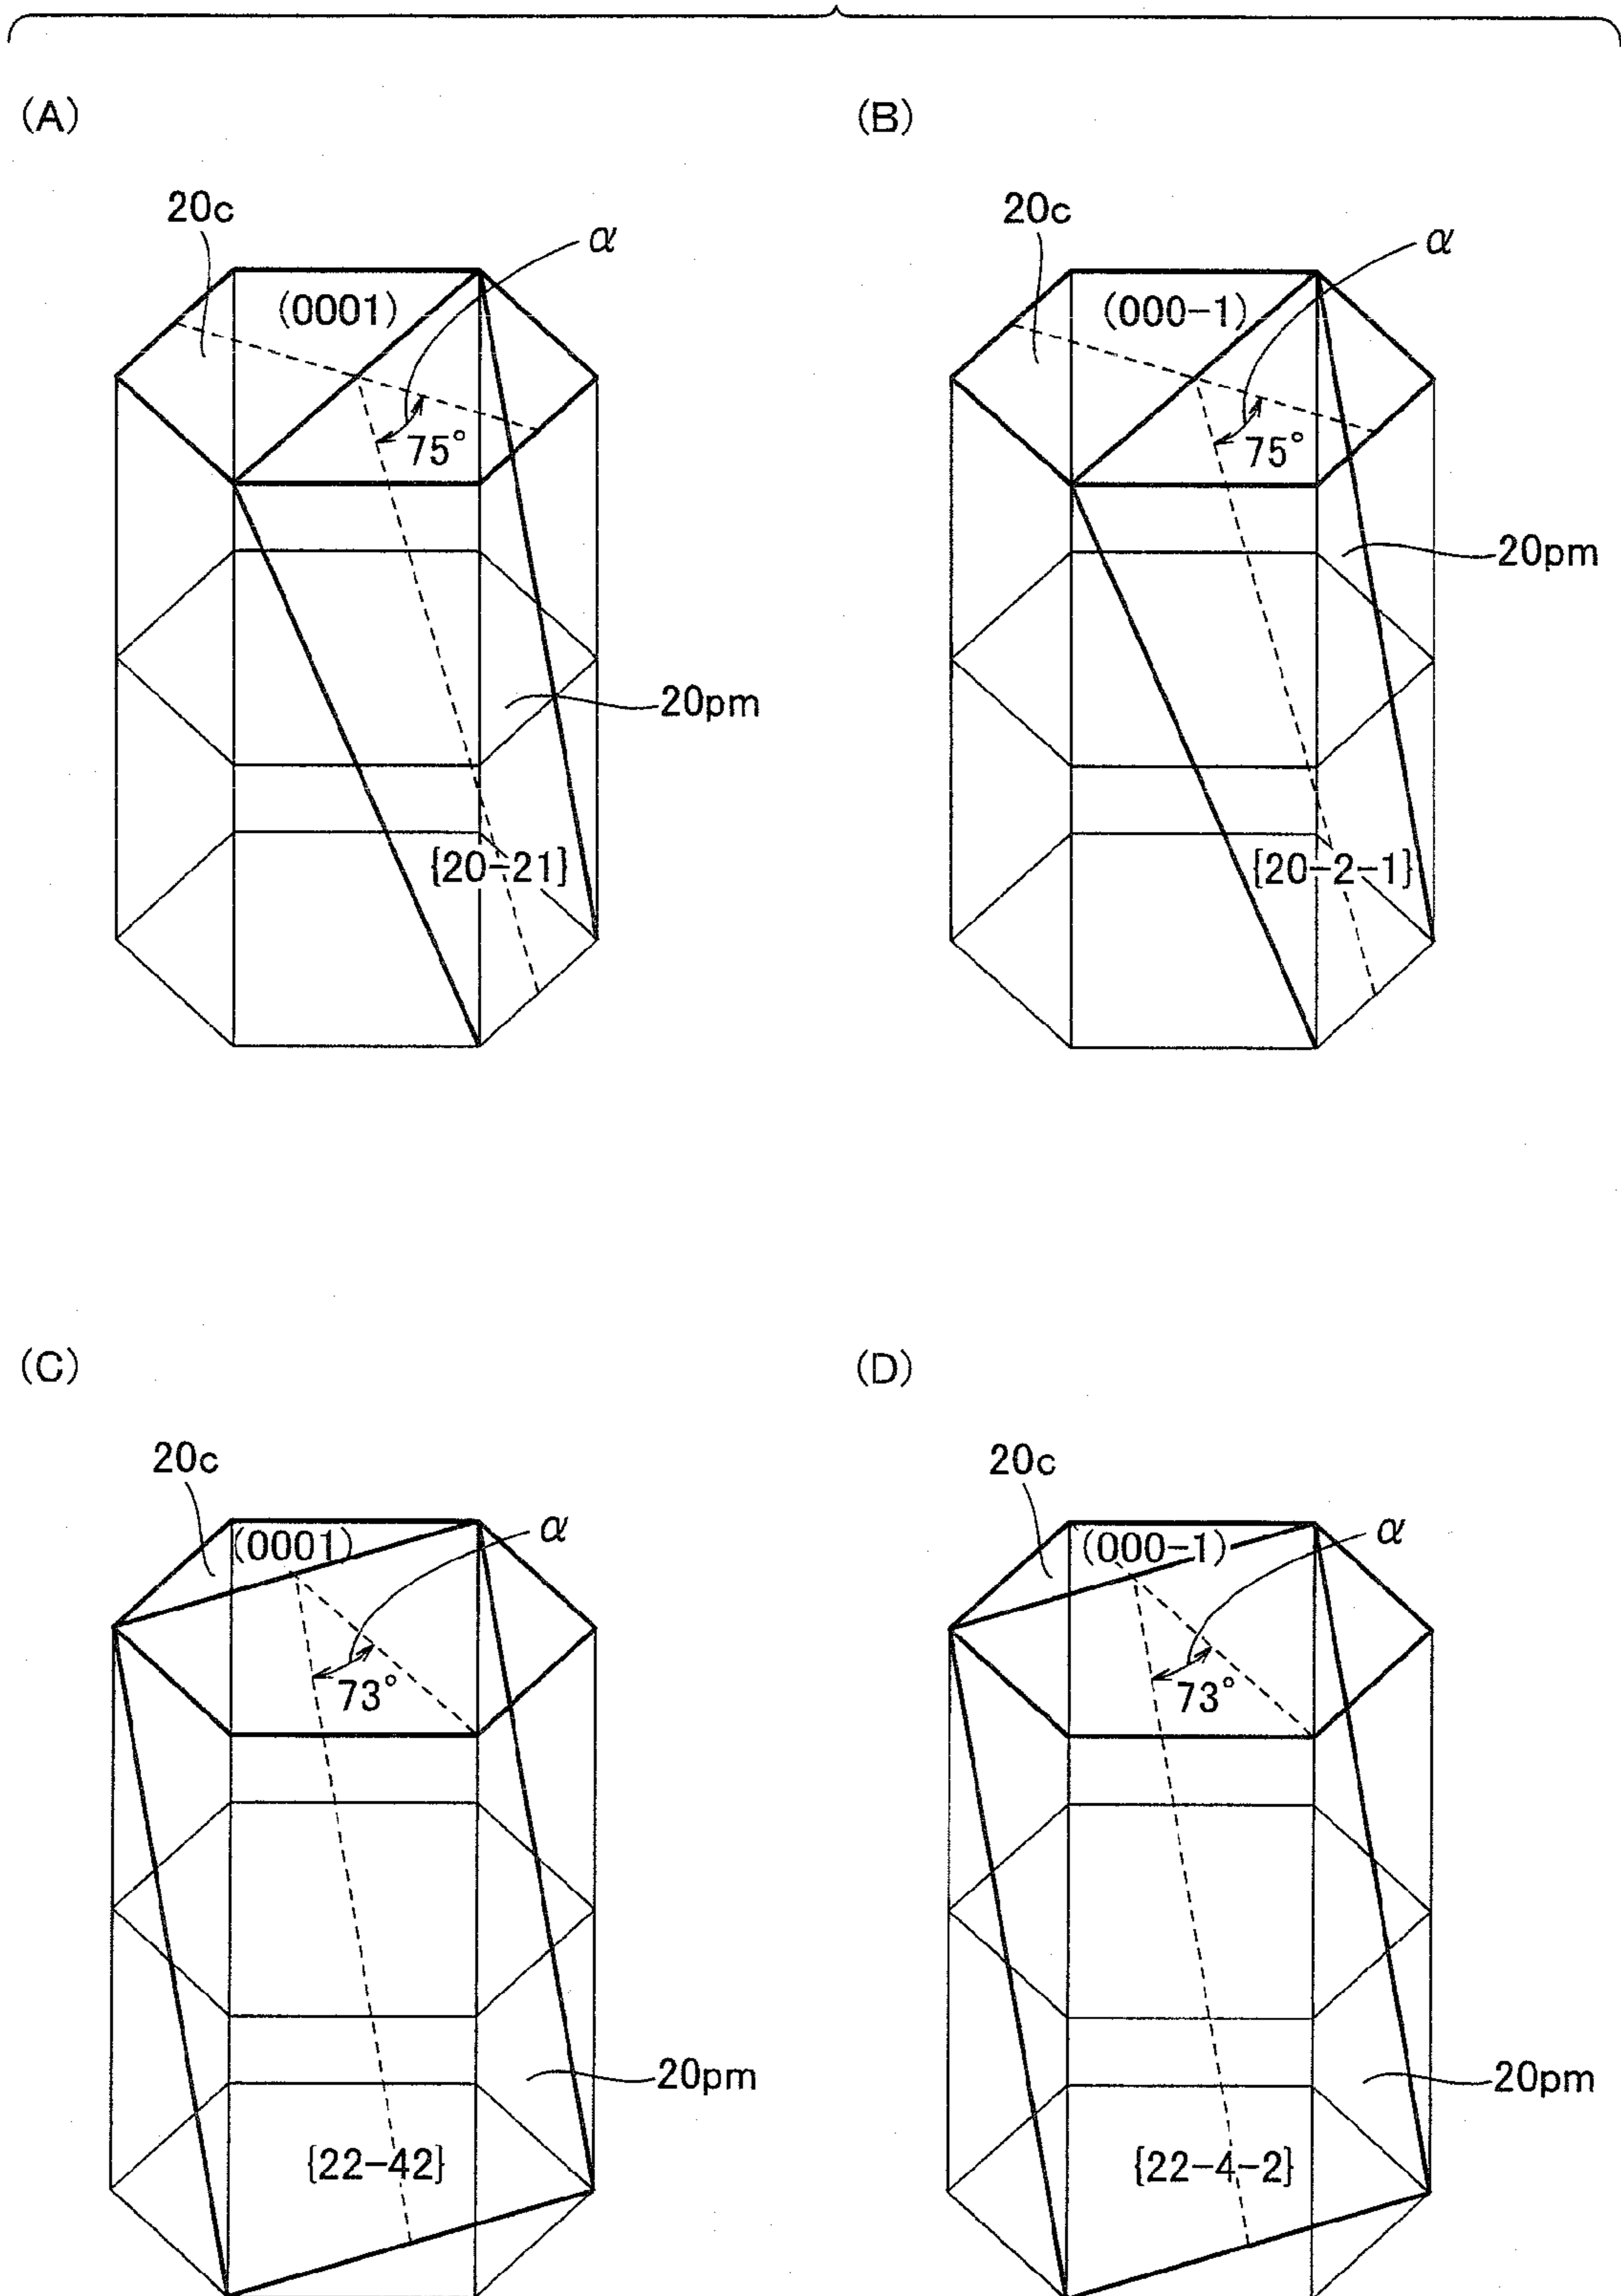 (A)
20c
α
(0001)
75°
20pm
{20-21}
(B)
20c
α
(000-1)
75°
20pm
{20-2-1}
(C)
20c
α
(0001)
73°
20pm
{22-42}
(D)
20c
α
(000-1)
73°
20pm
{22-4-2}